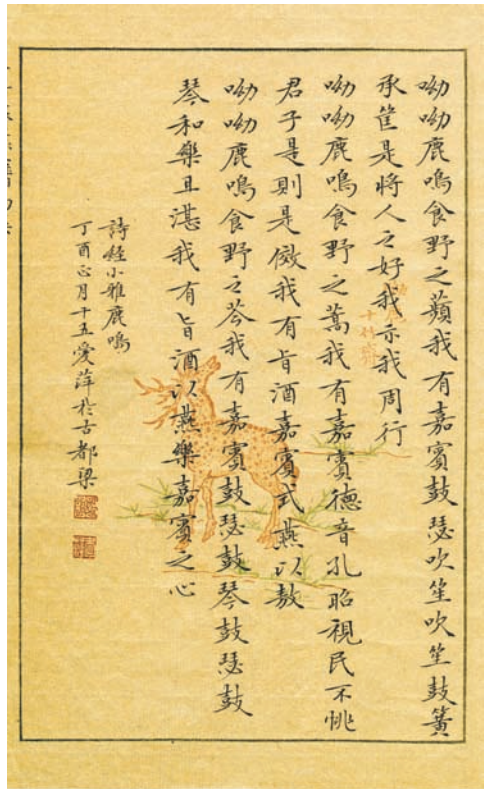 呦呦鹿鳴食野之蘋我有嘉賓鼓瑟吹笙吹笙鼓簧
承筐是將人之好我示我周行
呦呦鹿鳴食野之蒿我有嘉賓德音孔昭視民不恌
君子是則是傚我有旨酒嘉賓式燕以敖
呦呦鹿鳴食野之芩我有嘉賓鼓瑟鼓琴鼓瑟鼓
琴和樂且湛我有旨酒以燕樂嘉賓之心
詩經小雅鹿鳴
丁酉正月十五愛萍於古都梁
十竹齋